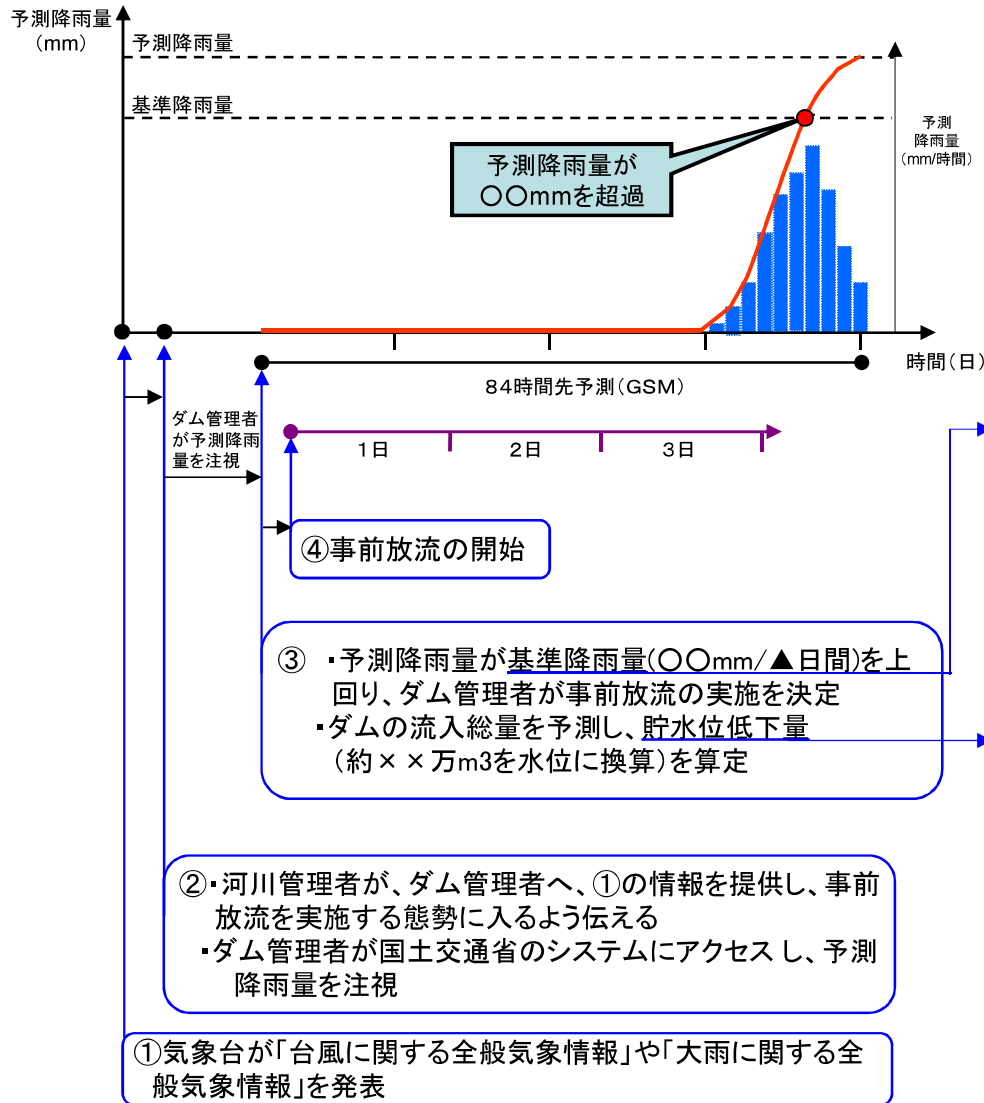 予測降雨量
(mm)
予測降雨量
基準降雨量
予測
降雨量
(mm/時間)
予測降雨量が
〇〇mmを超過
時間(日)
84時間先予測(GSM)
ダム管理者
が予測降雨
量を注視
1日
2日
3日
④事前放流の開始
③ ・予測降雨量が基準降雨量(〇〇mm/▲日間)を上
回り、ダム管理者が事前放流の実施を決定
・ダムの流入総量を予測し、貯水位低下量
(約××万m3を水位に換算)を算定
②・河川管理者が、ダム管理者へ、①の情報を提供し、事前
放流を実施する態勢に入るよう伝える
・ダム管理者が国土交通省のシステムにアクセスし、予測
降雨量を注視
①気象台が「台風に関する全般気象情報」や「大雨に関する全
般気象情報」を発表